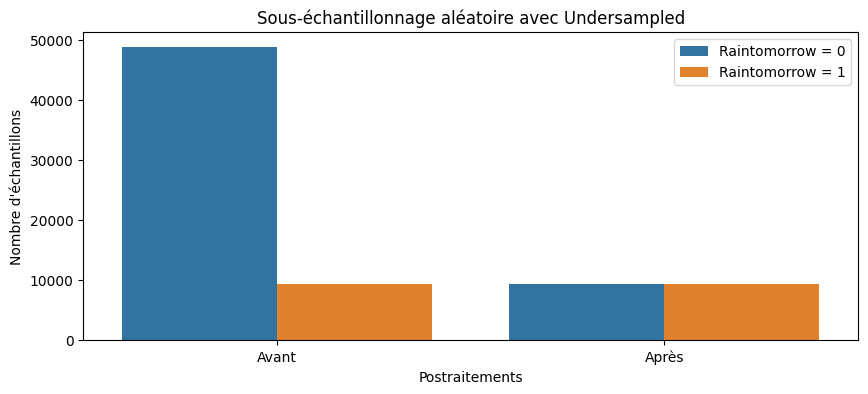 Sous-échantillonnage aléatoire avec Undersampled
Raintomorrow = 0
Raintomorrow = 1
Nombre d'échantillons
50000
40000
30000
20000
10000
0
Avant
Après
Postraitements